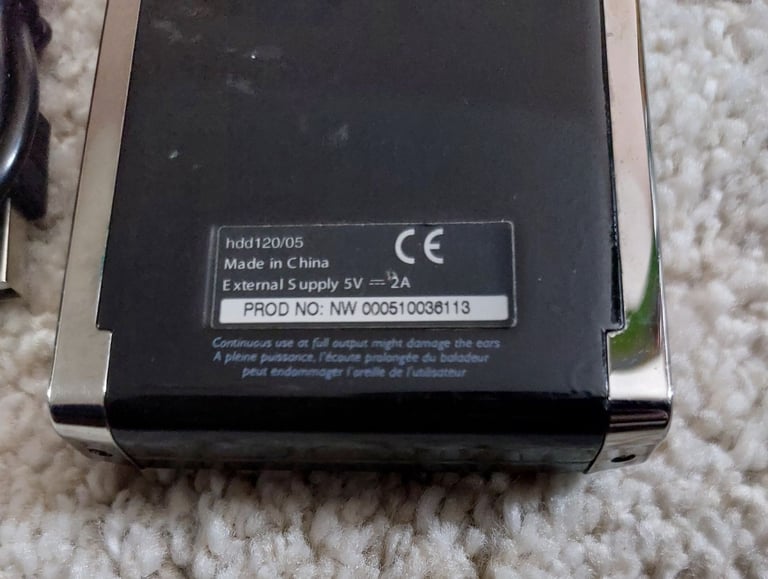 hdd120/05
CE
Made in China
External Supply 5V ⎓ 2A
PROD NO: NW 000510036113
Continuous use at full output might damage the ears
A pleine puissance, l'écoute prolongée du baladeur
peut endommager l'oreille de l'utilisateur